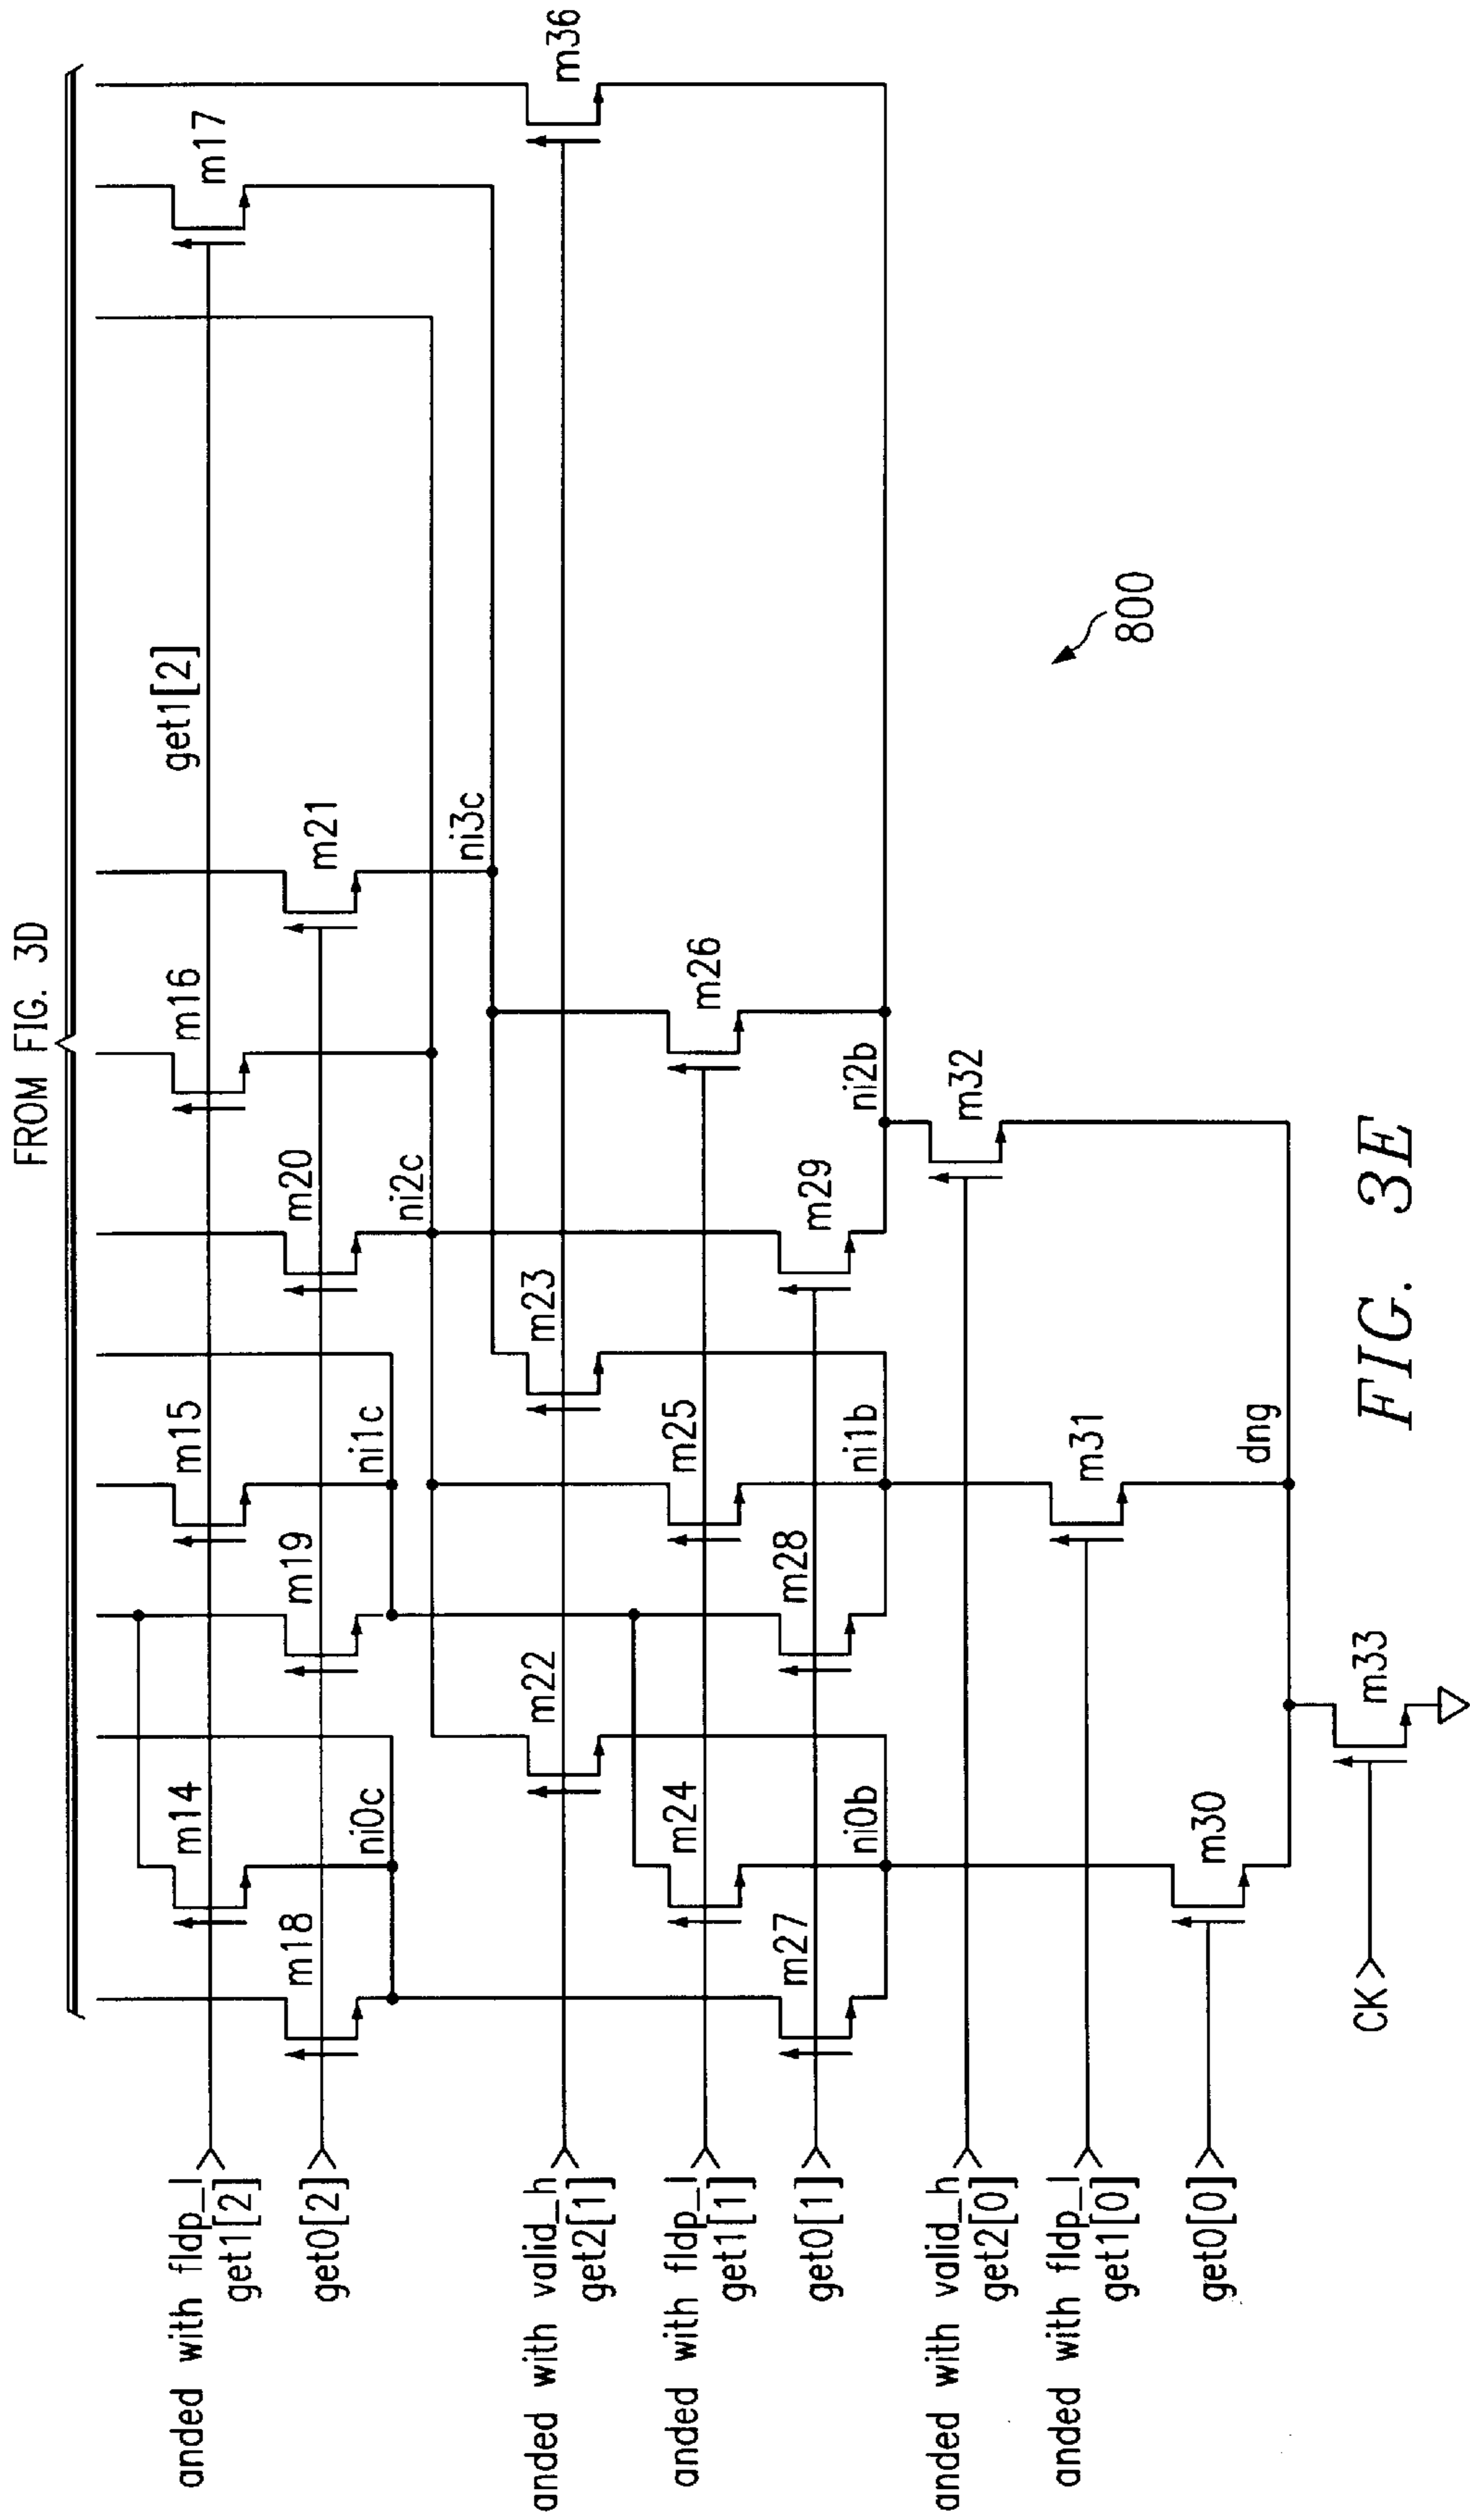 FROM FIG. 3D
m36
m17
get1[2]
m21
m16
m20
m15
m19
m14
m18
ni3c
ni2c
ni1c
ni0c
m23
m22
m26
m25
m24
m29
m28
m27
ni2b
ni1b
ni0b
m32
m31
m30
dng
m33
800
anded with fldp_l
get1[2]
get0[2]
anded with valid_h
get2[1]
anded with fldp_l
get1[1]
get0[1]
anded with valid_h
get2[0]
anded with fldp_l
get1[0]
get0[0]
CK
FIG. 3E